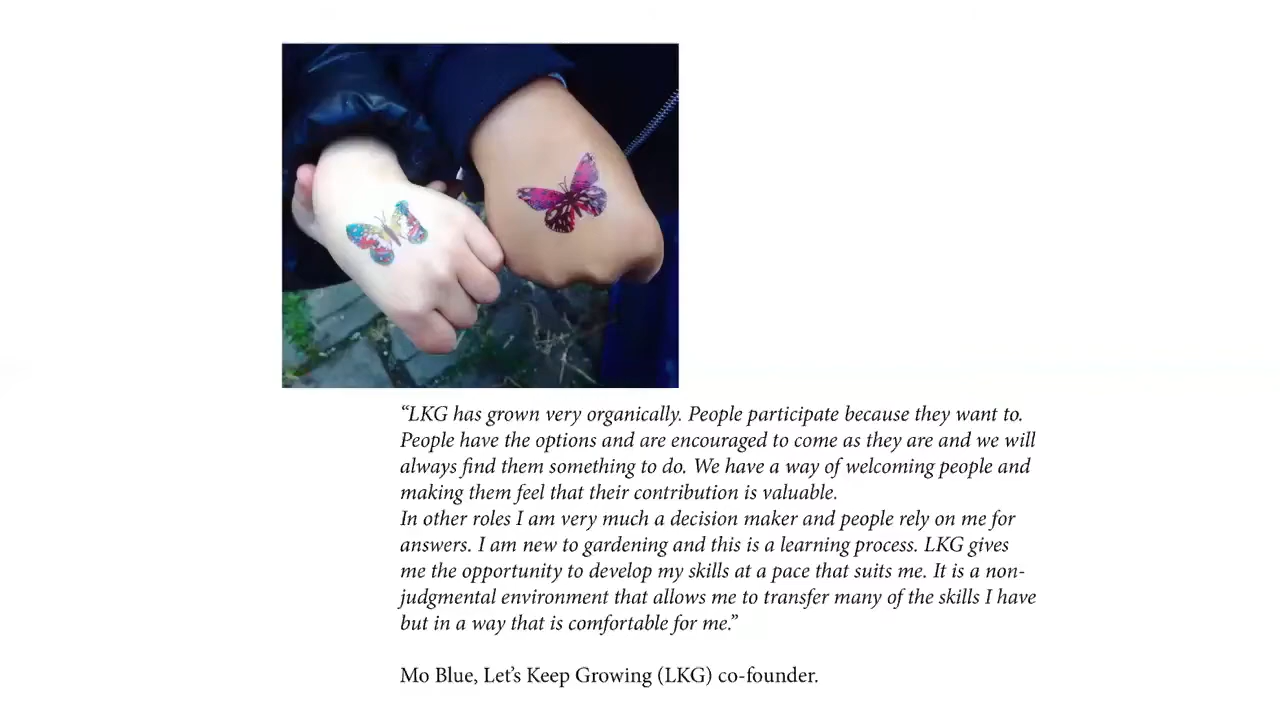 “LKG has grown very organically. People participate because they want to.
People have the options and are encouraged to come as they are and we will
always find them something to do. We have a way of welcoming people and
making them feel that their contribution is valuable.
In other roles I am very much a decision maker and people rely on me for
answers. I am new to gardening and this is a learning process. LKG gives
me the opportunity to develop my skills at a pace that suits me. It is a non-
judgmental environment that allows me to transfer many of the skills I have
but in a way that is comfortable for me.”
Mo Blue, Let’s Keep Growing (LKG) co-founder.